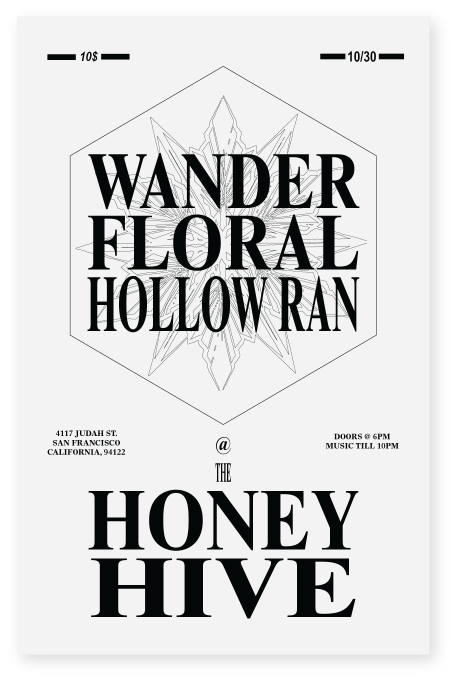 10$
10/30
WANDER
FLORAL
HOLLOW RAN
4117 JUDAH ST.
SAN FRANCISCO
CALIFORNIA, 94122
@
DOORS @ 6PM
MUSIC TILL 10PM
THE
HONEY
HIVE